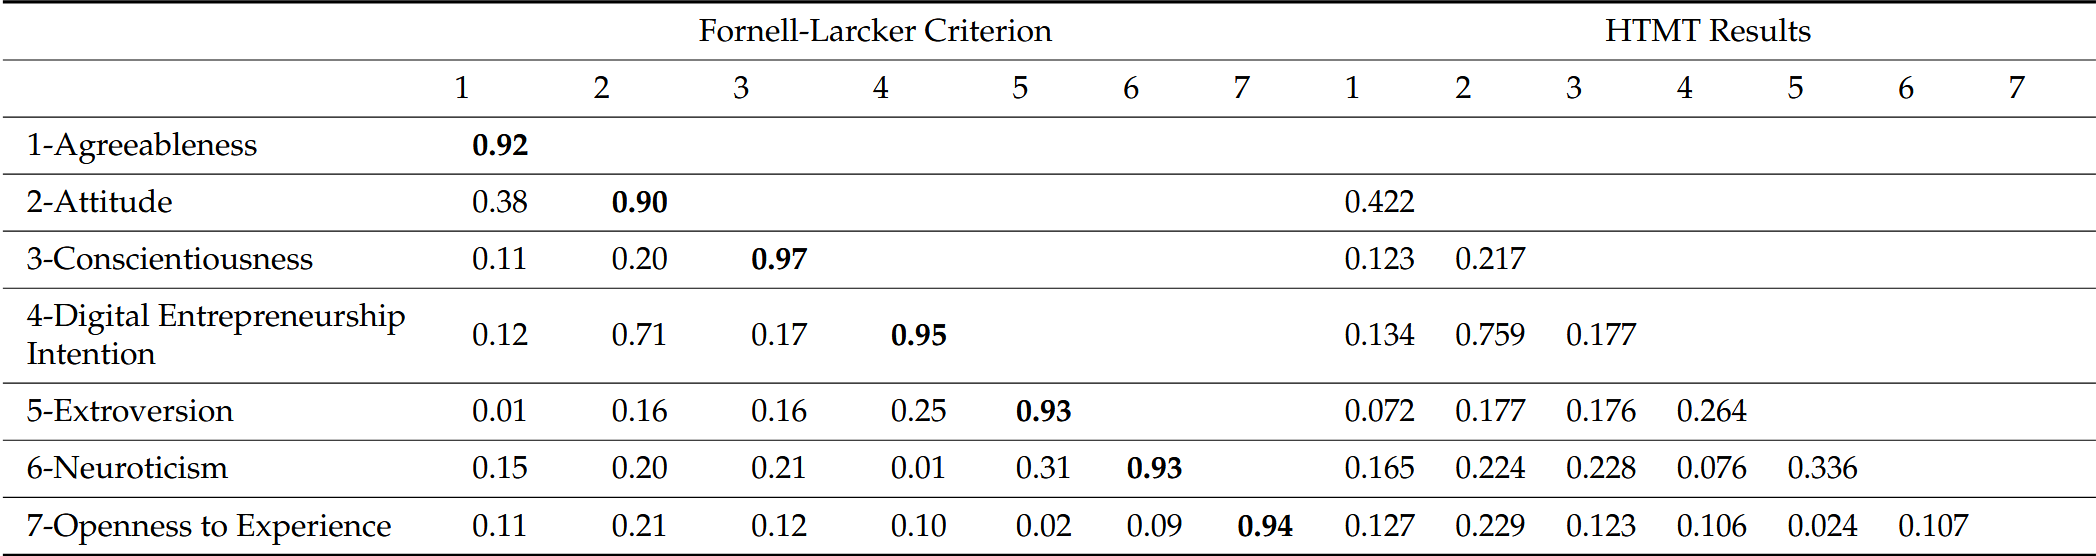 Fornell-Larcker Criterion HTMT Results
1 2 3 4 5 6 7 1 2 3 4 5 6 7
1-Agreeableness 0.92
2-Attitude 0.38 0.90 0.422
3-Conscientiousness 0.11 0.20 0.97 0.123 0.217
4-Digital Entrepreneurship
Intention 0.12 0.71 0.17 0.95 0.134 0.759 0.177
5-Extroversion 0.01 0.16 0.16 0.25 0.93 0.072 0.177 0.176 0.264
6-Neuroticism 0.15 0.20 0.21 0.01 0.31 0.93 0.165 0.224 0.228 0.076 0.336
7-Openness to Experience 0.11 0.21 0.12 0.10 0.02 0.09 0.94 0.127 0.229 0.123 0.106 0.024 0.107